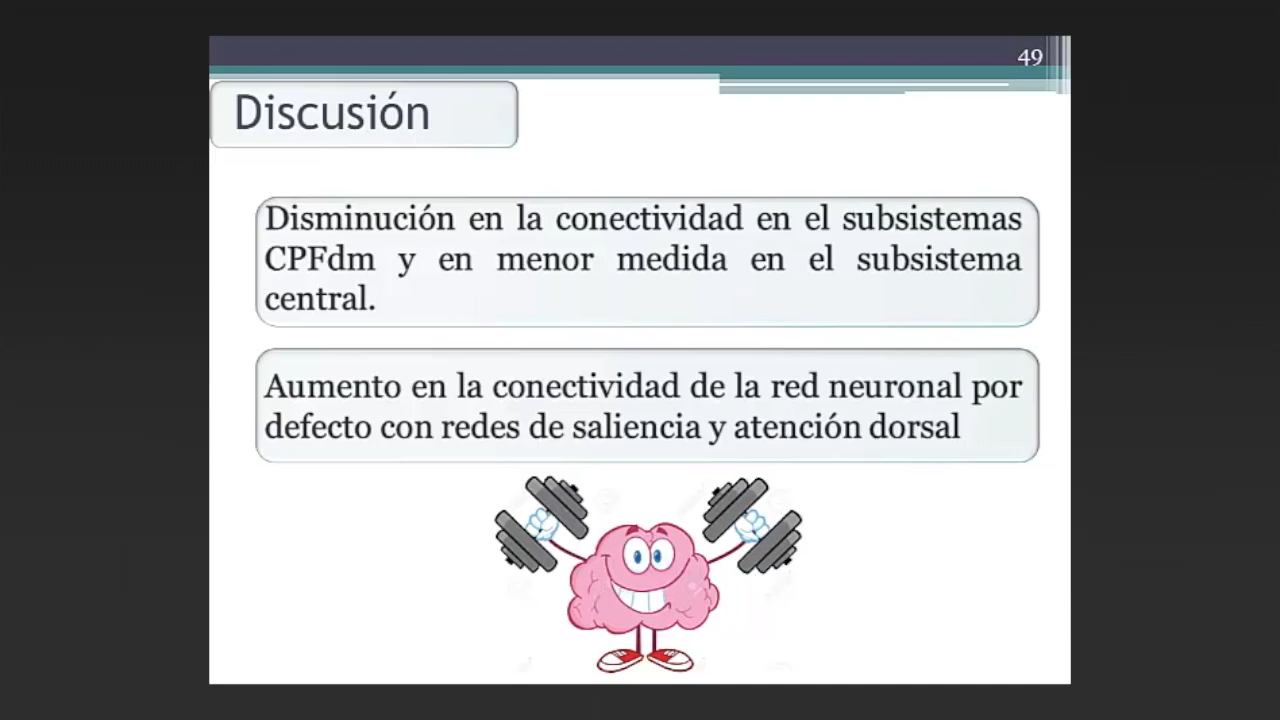 49
Discusión
Disminución en la conectividad en el subsistemas
CPFdm y en menor medida en el subsistema
central.
Aumento en la conectividad de la red neuronal por
defecto con redes de saliencia y atención dorsal